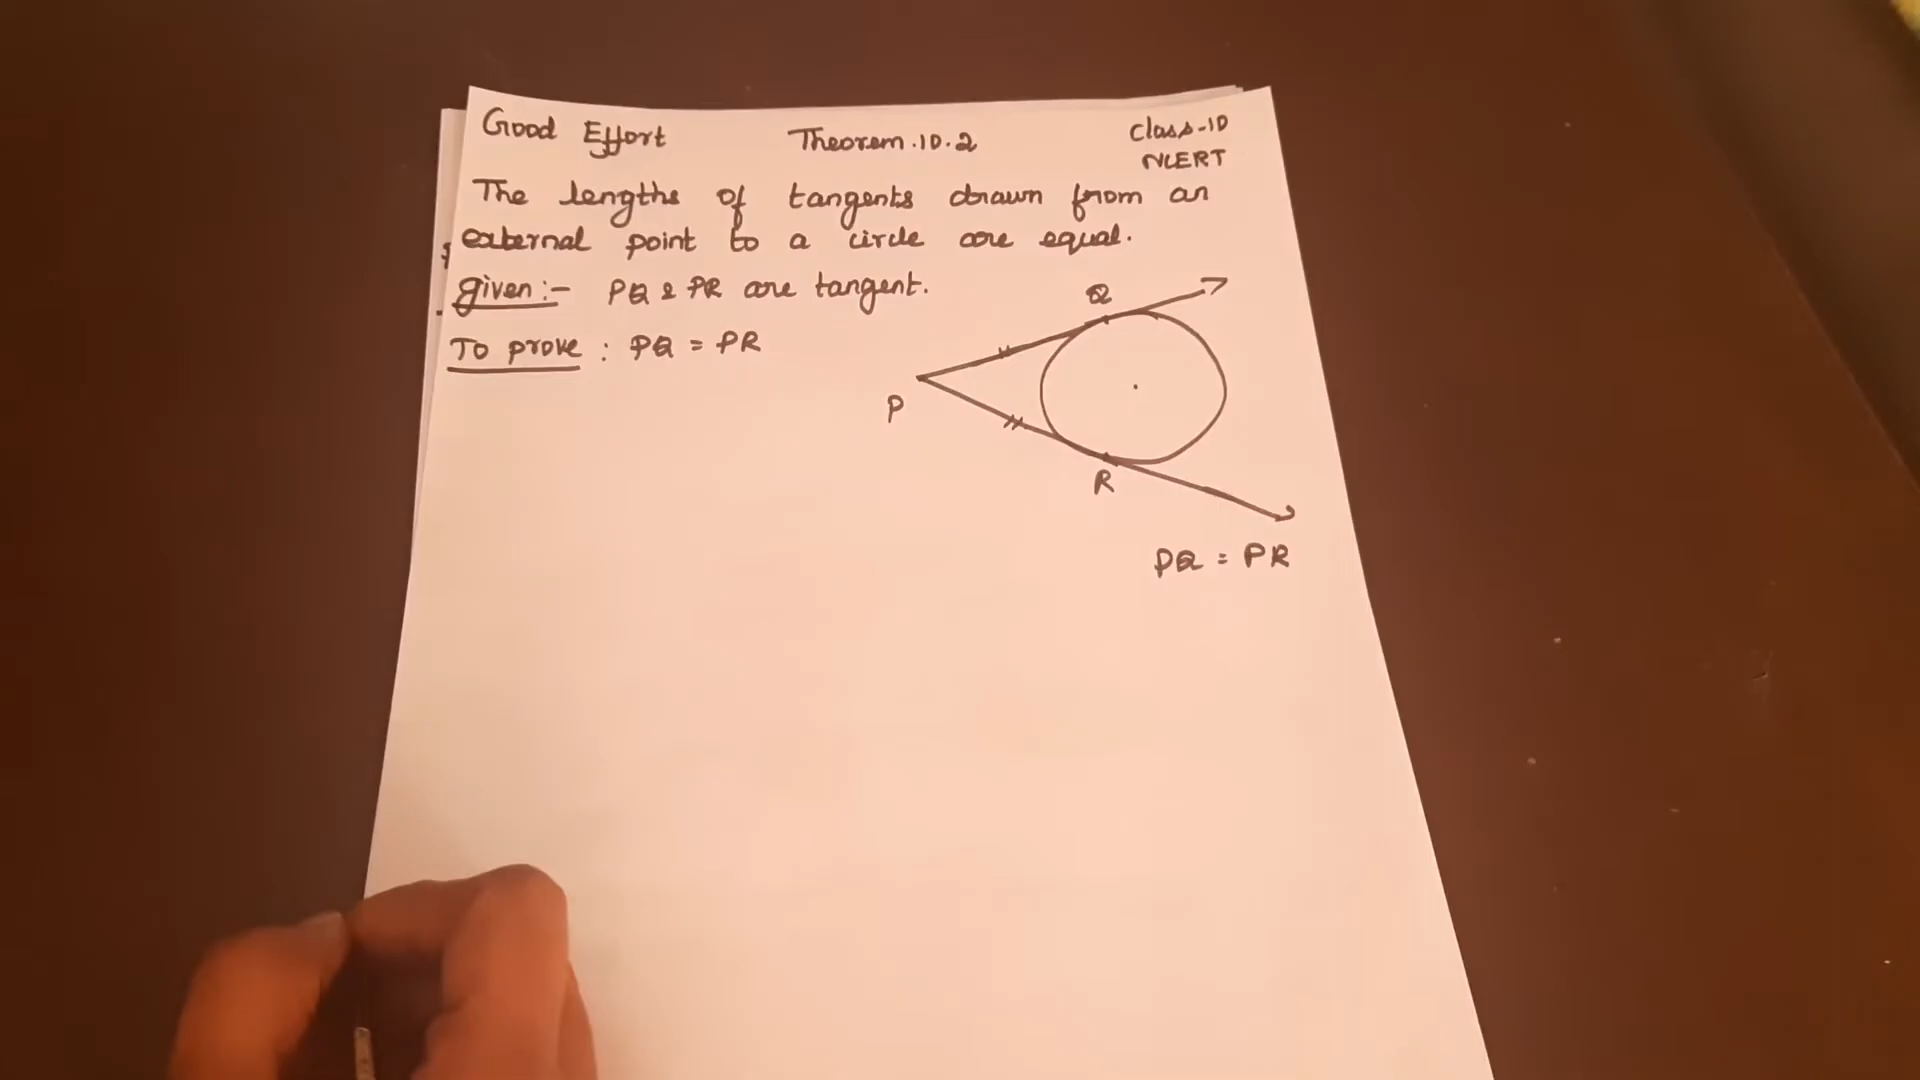 Good Effort Theorem.10.2 Class-10
NCERT
The lengths of tangents drawn from an
external point to a circle are equal.
given :- PQ & PR are tangent.
To prove : PQ = PR
Q
P
R
PQ = PR